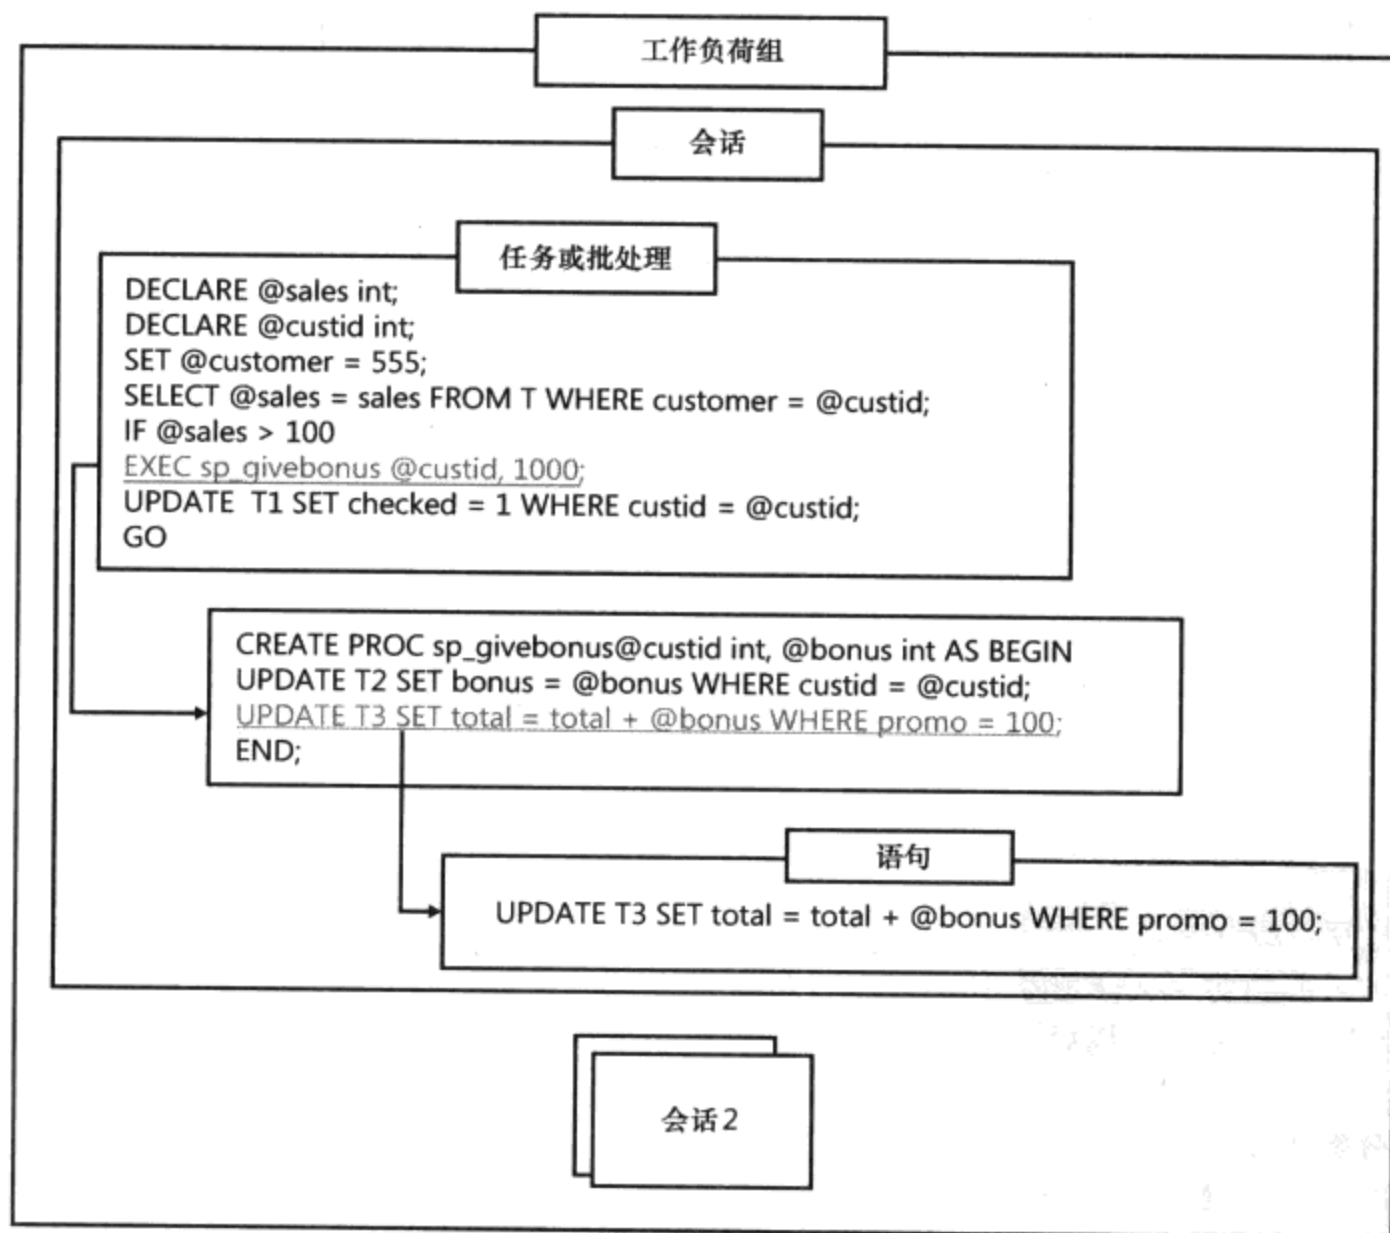 工作负荷组
会话
任务或批处理
DECLARE @sales int;
DECLARE @custid int;
SET @customer = 555;
SELECT @sales = sales FROM T WHERE customer = @custid;
IF @sales > 100
EXEC sp_givebonus @custid, 1000;
UPDATE T1 SET checked = 1 WHERE custid = @custid;
GO
CREATE PROC sp_givebonus@custid int, @bonus int AS BEGIN
UPDATE T2 SET bonus = @bonus WHERE custid = @custid;
UPDATE T3 SET total = total + @bonus WHERE promo = 100;
END;
语句
UPDATE T3 SET total = total + @bonus WHERE promo = 100;
会话2